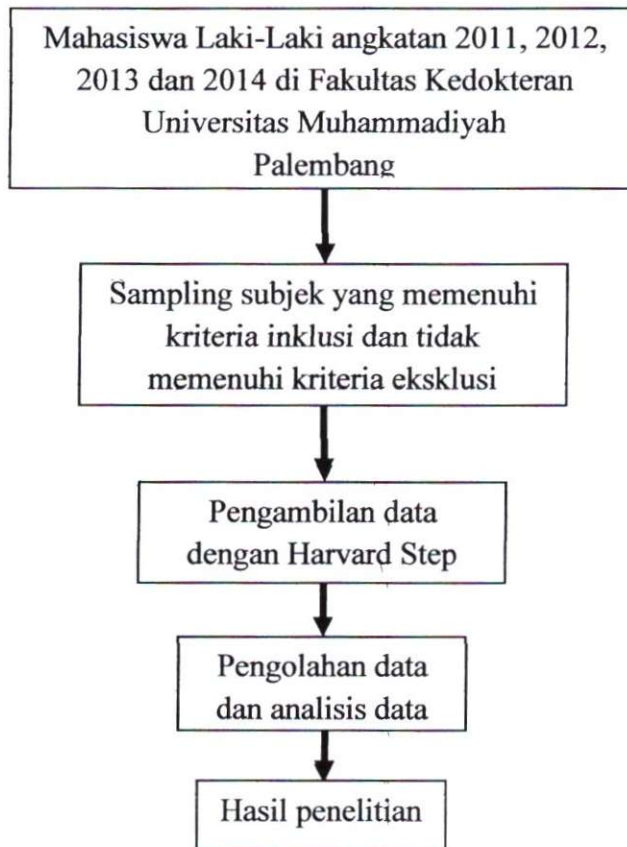 Mahasiswa Laki-Laki angkatan 2011, 2012,
2013 dan 2014 di Fakultas Kedokteran
Universitas Muhammadiyah
Palembang
Sampling subjek yang memenuhi
kriteria inklusi dan tidak
memenuhi kriteria eksklusi
Pengambilan data
dengan Harvard Step
Pengolahan data
dan analisis data
Hasil penelitian